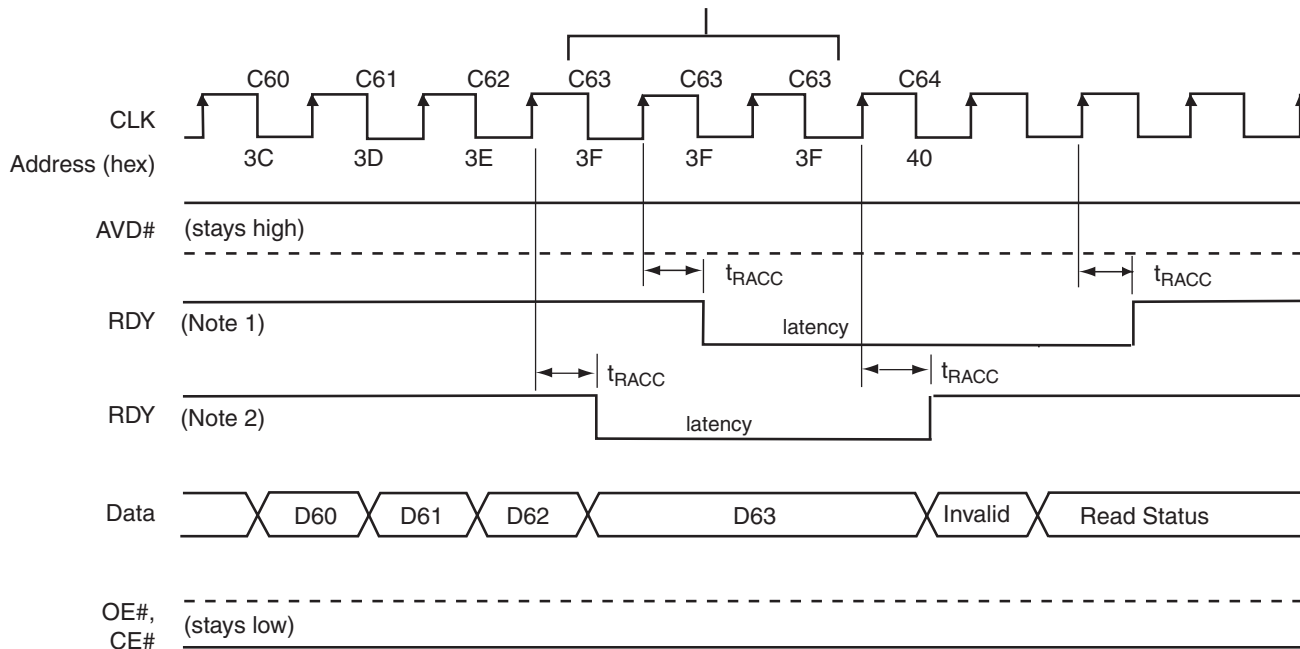 C60 C61 C62 C63 C63 C63 C64
CLK
Address (hex) 3C 3D 3E 3F 3F 3F 40
AVD# (stays high)
tRACC tRACC
RDY (Note 1) latency
tRACC tRACC
RDY (Note 2) latency
Data D60 D61 D62 D63 Invalid Read Status
OE#,
CE# (stays low)